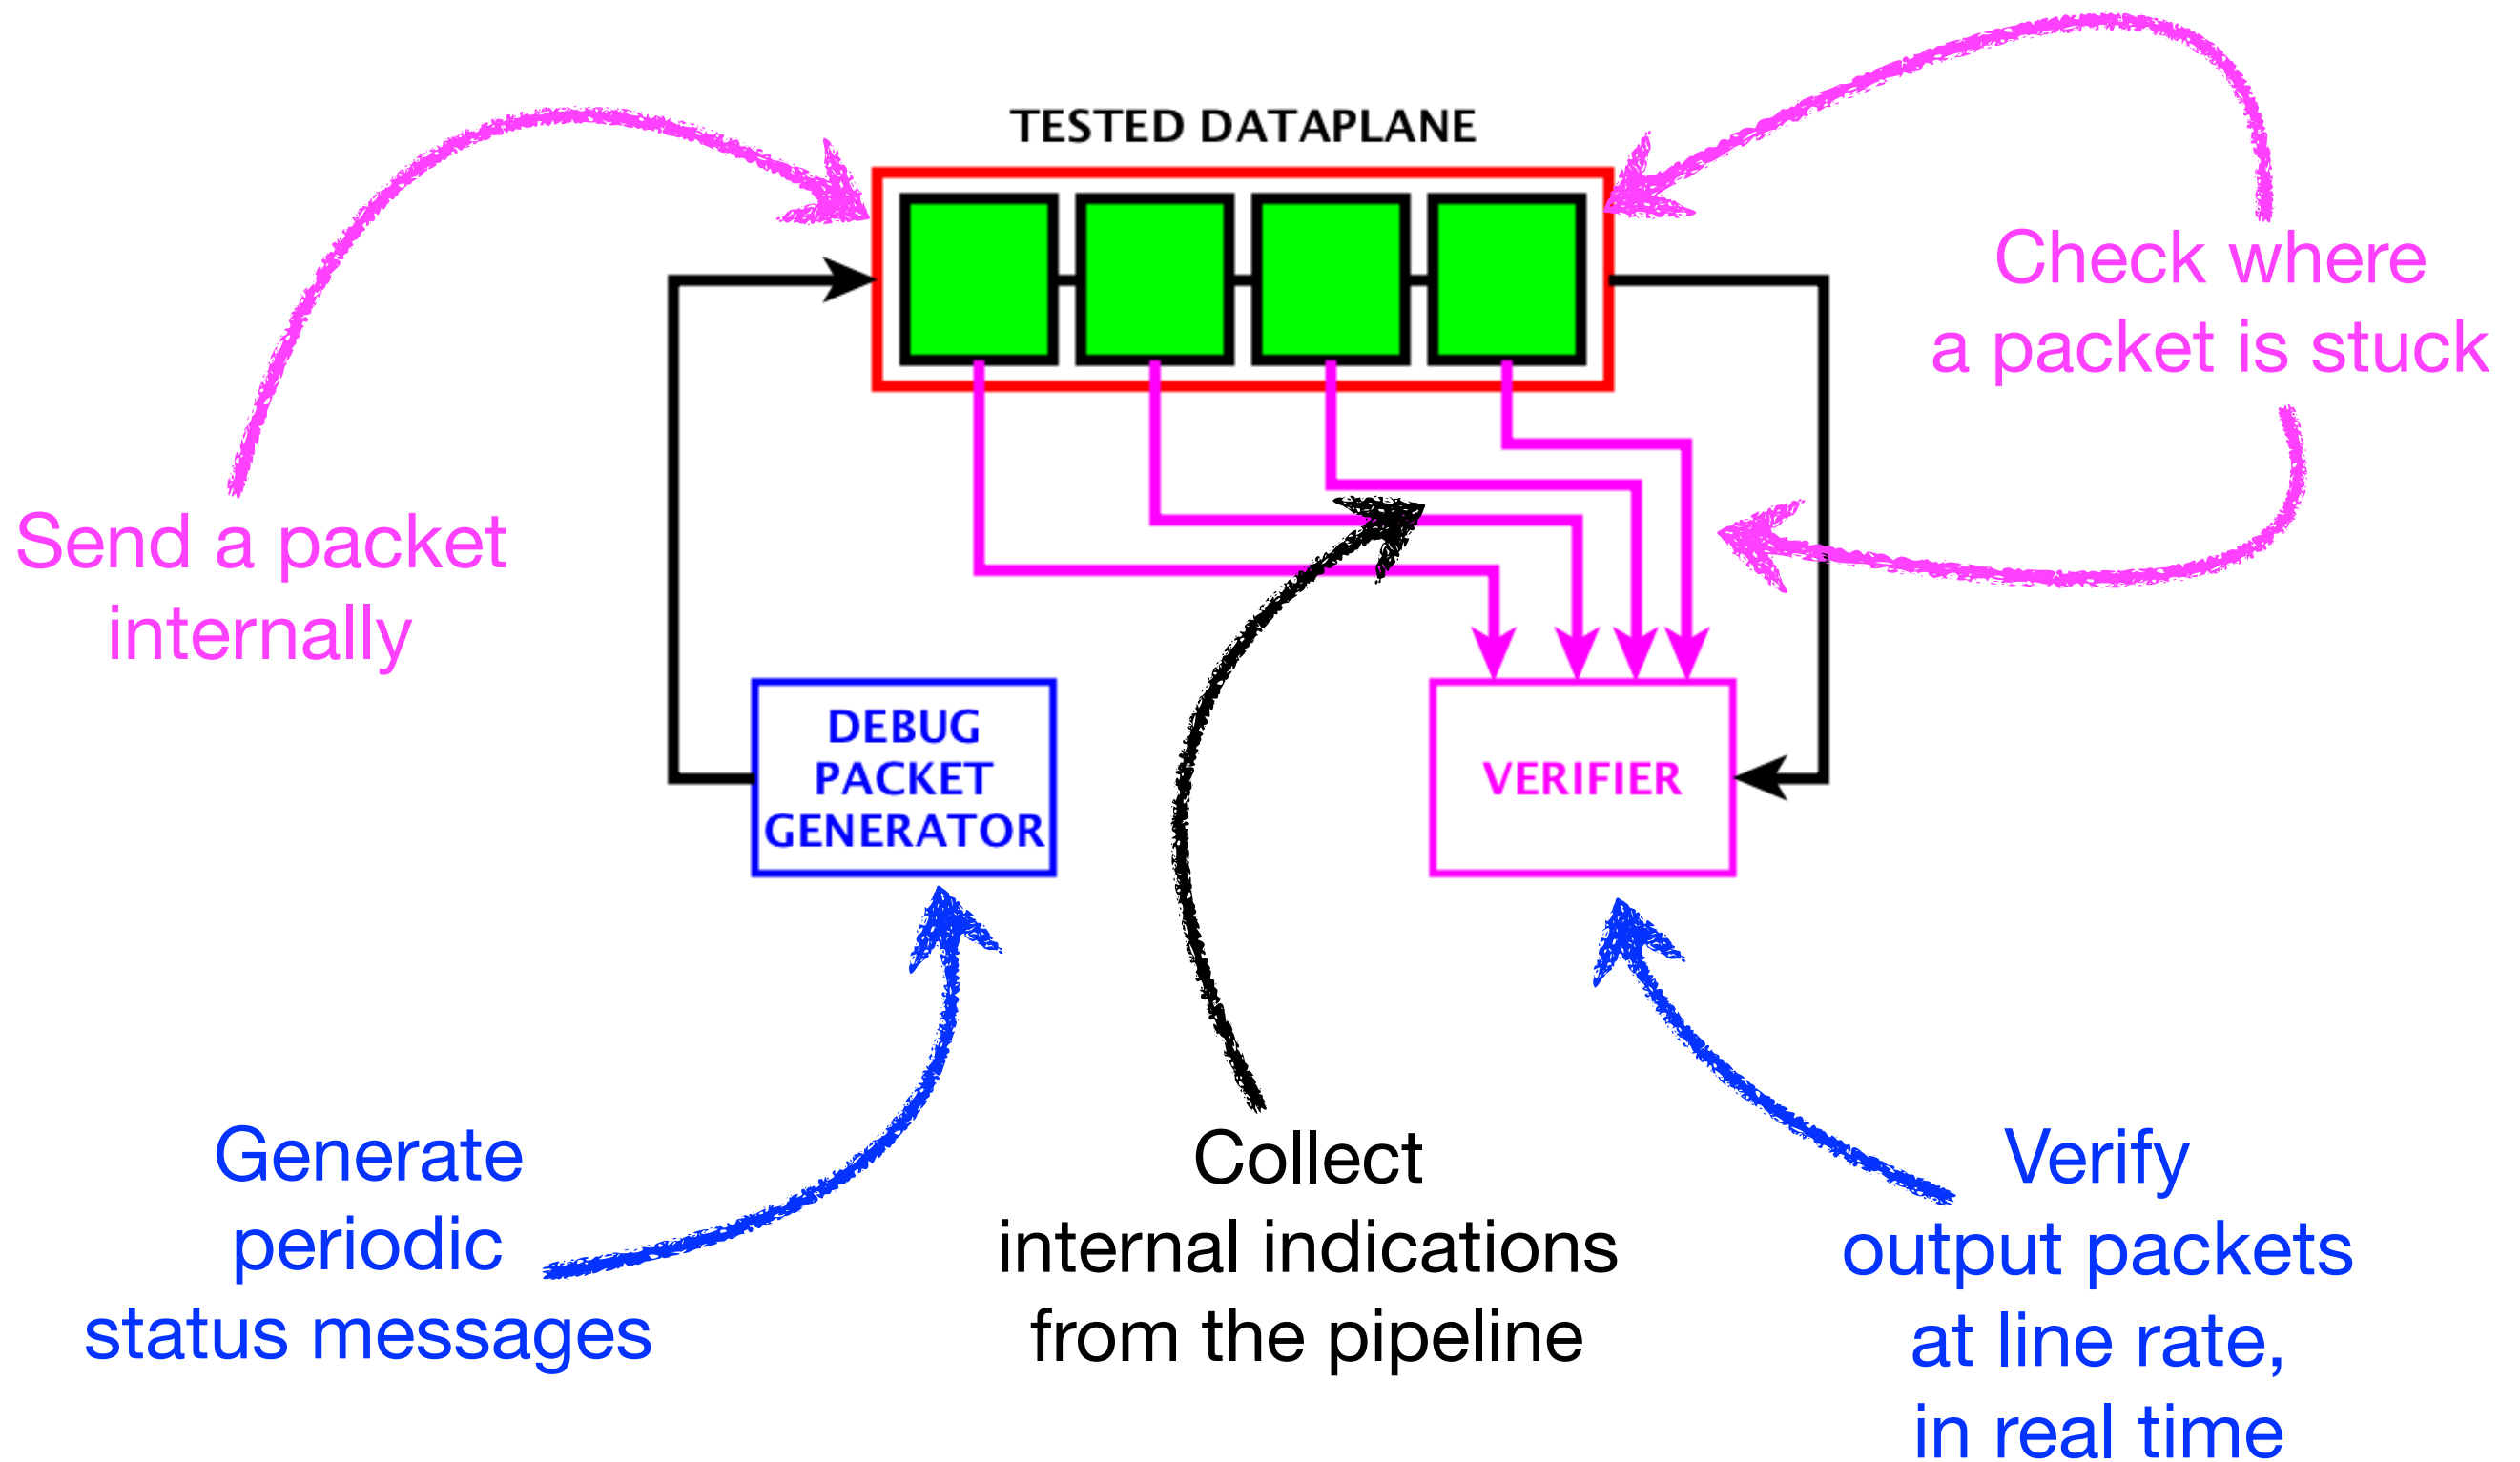 TESTED DATAPLANE
Check where
a packet is stuck
Send a packet
internally
DEBUG
PACKET
GENERATOR
VERIFIER
Generate
periodic
status messages
Collect
internal indications
from the pipeline
Verify
output packets
at line rate,
in real time